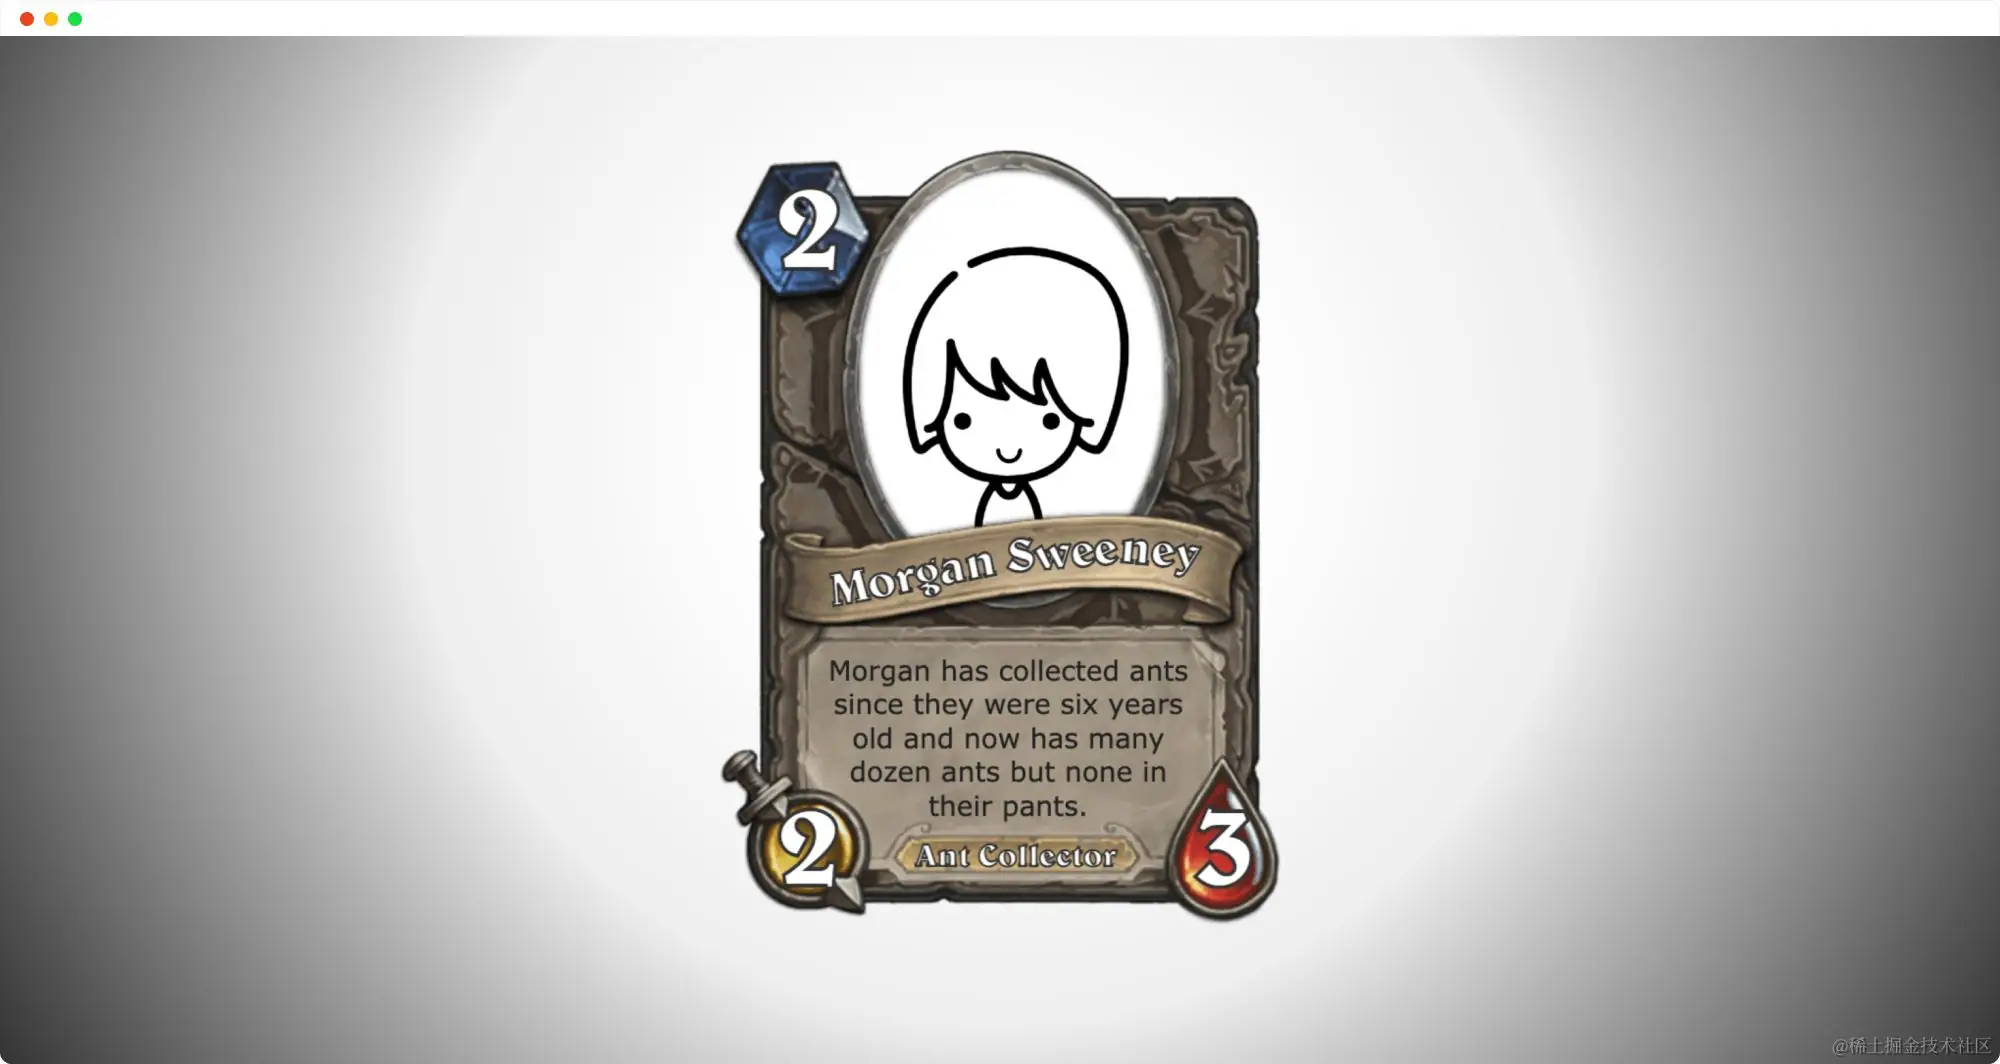 2
Morgan Sweeney
Morgan has collected ants
since they were six years
old and now has many
dozen ants but none in
their pants.
2
Ant Collector
3
@稀土掘金技术社区